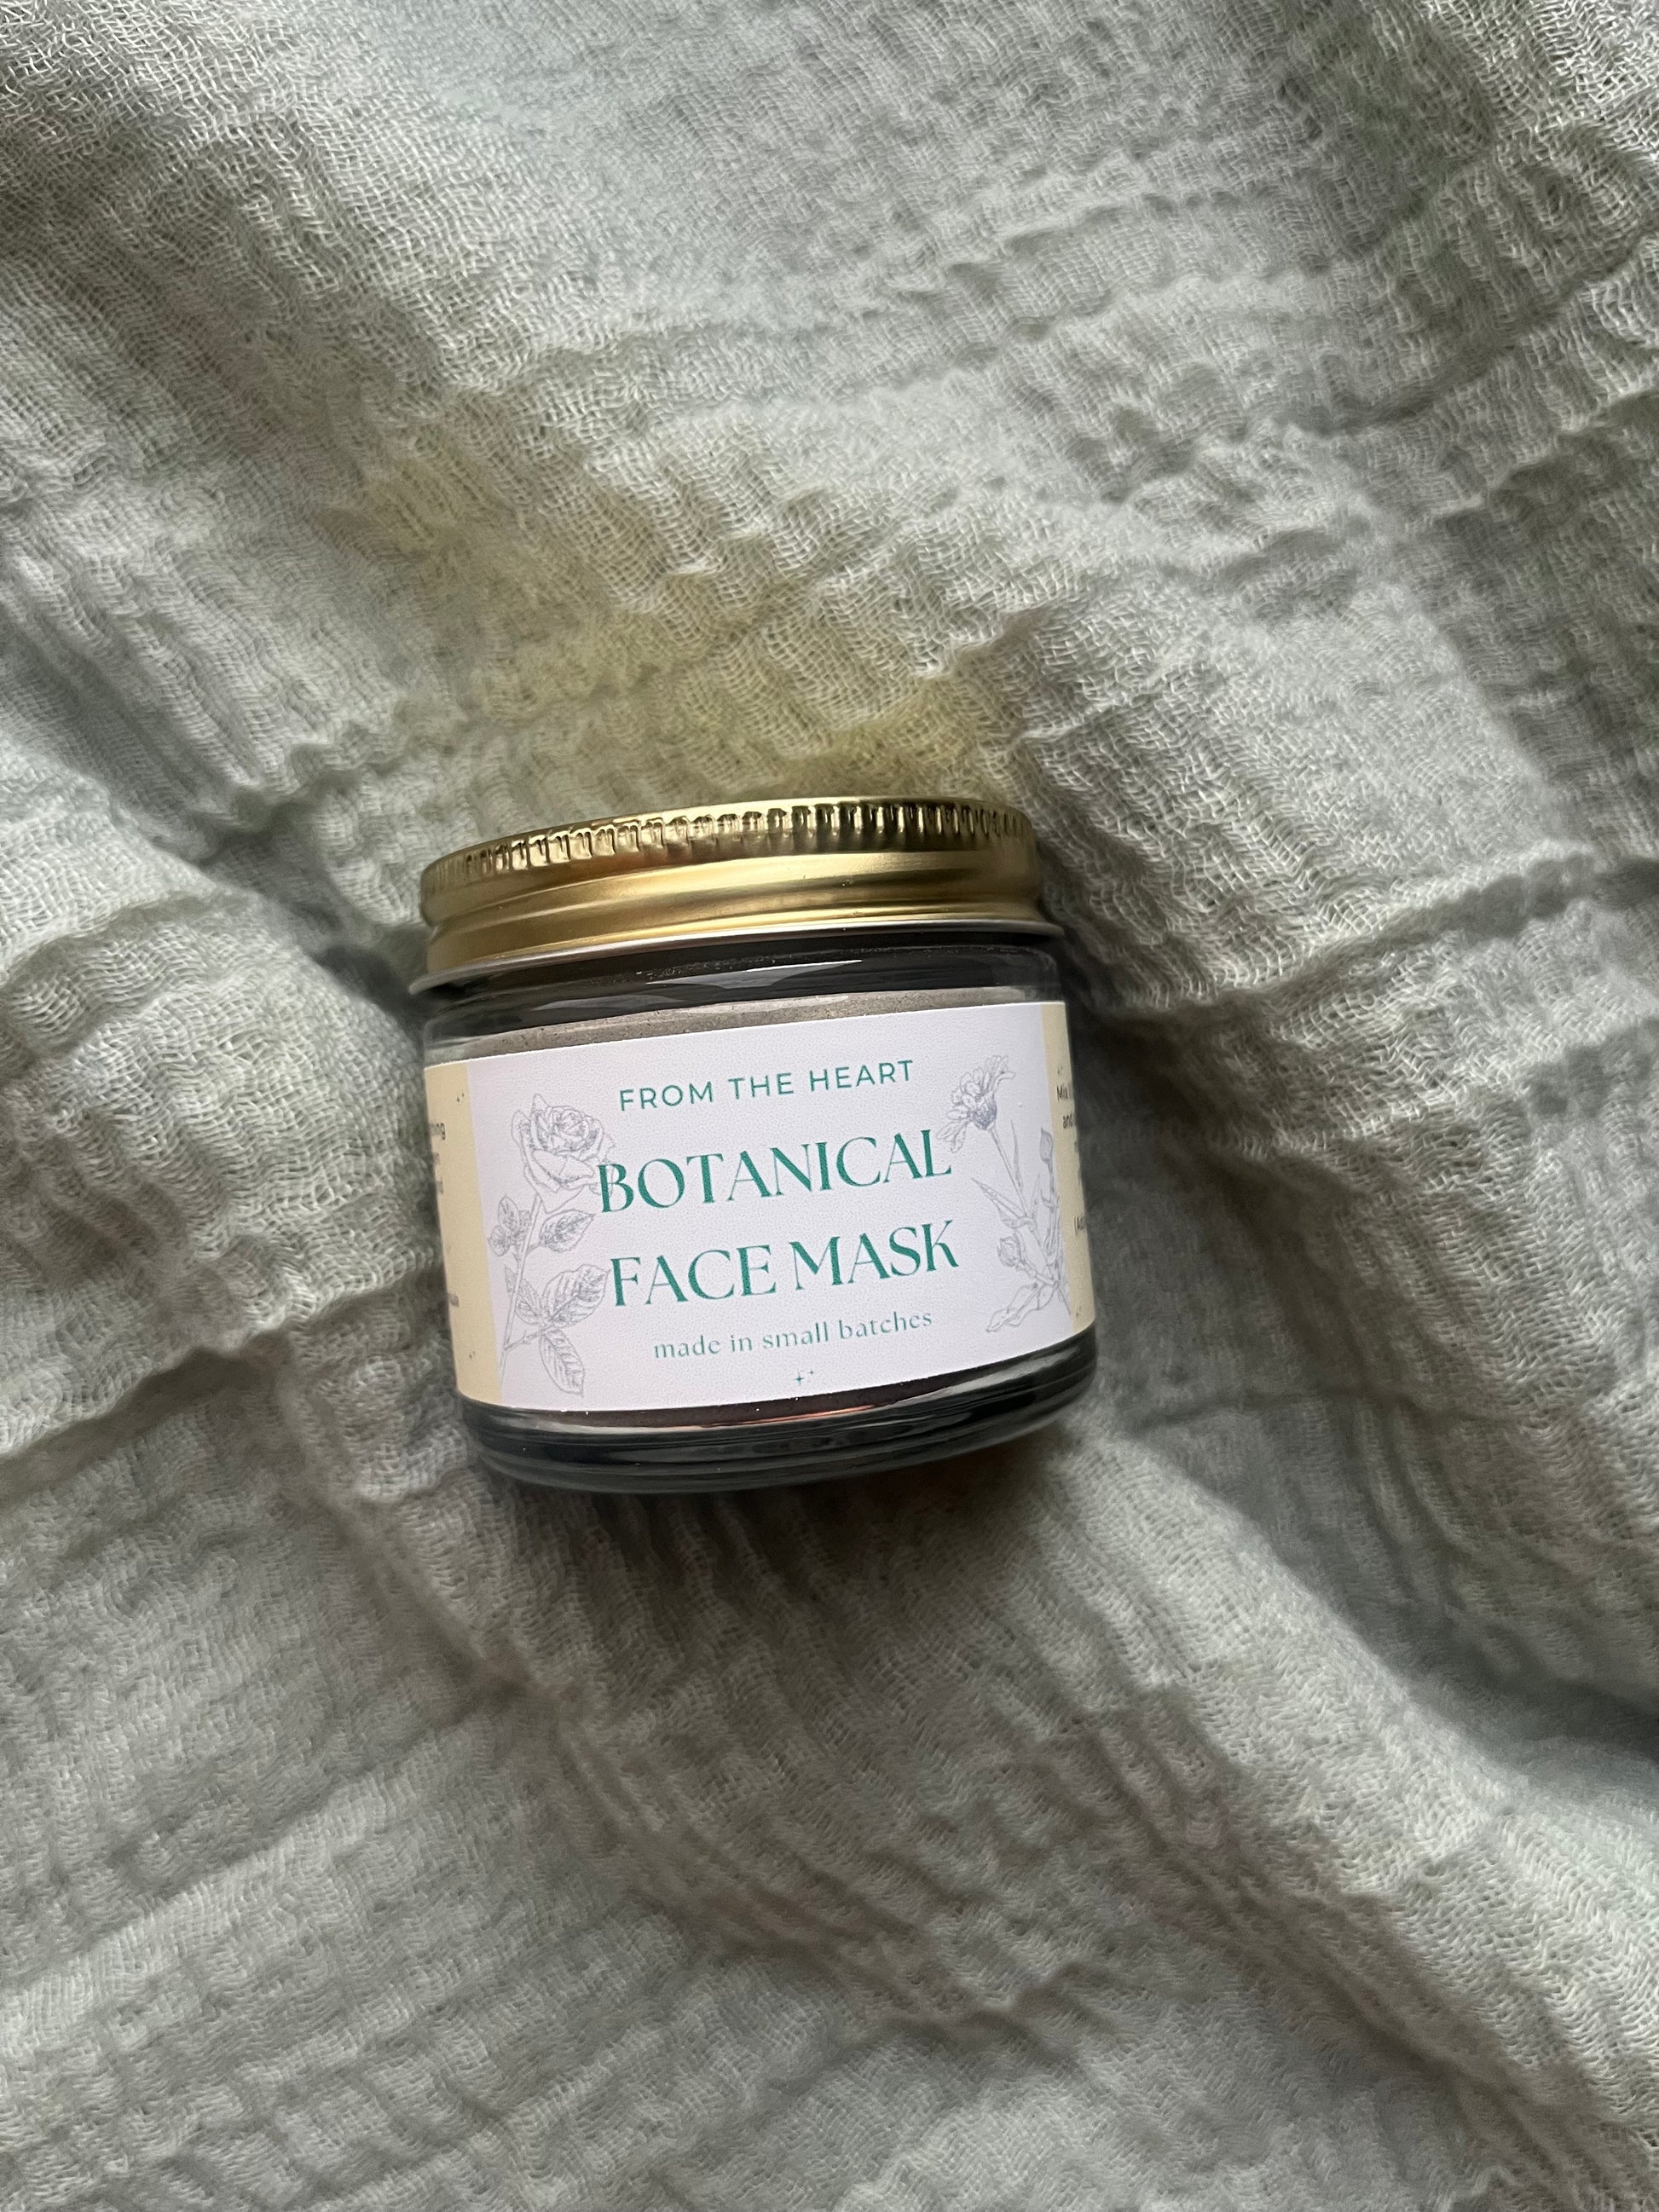 FROM THE HEART
BOTANICAL
FACE MASK
made in small batches